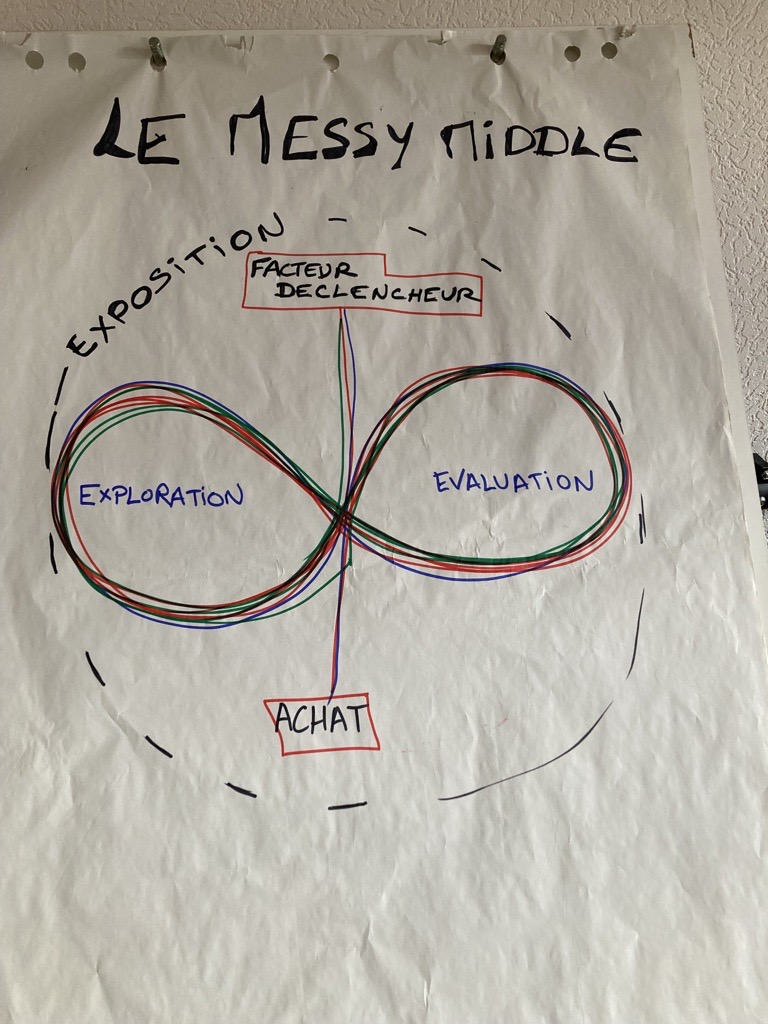 LE MESSY MIDDLE
EXPOSITION
FACTEUR
DECLENCHEUR
EXPLORATION
EVALUATION
ACHAT